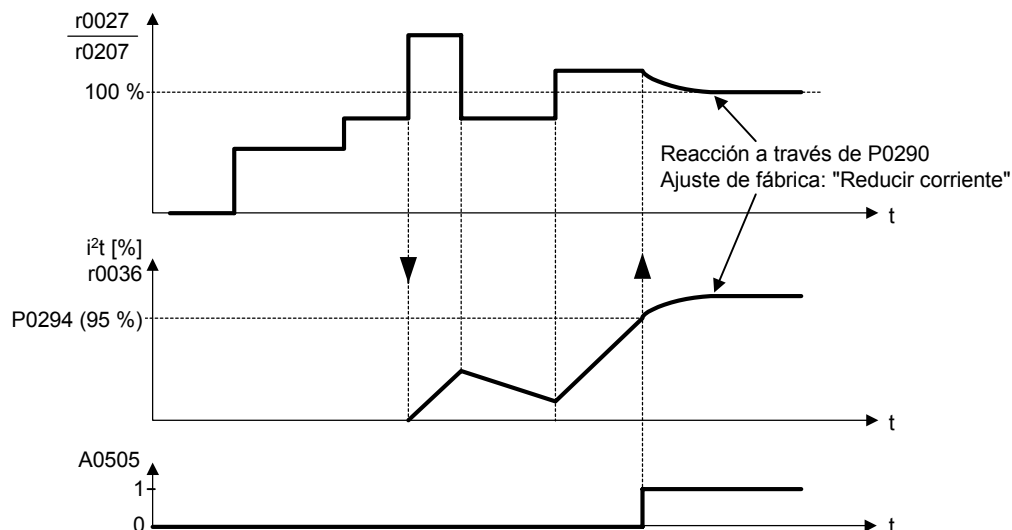 r0027
r0207
100 %
Reacción a través de P0290
Ajuste de fábrica: "Reducir corriente"
t
i²t [%]
r0036
P0294 (95 %)
t
A0505
1
0
t